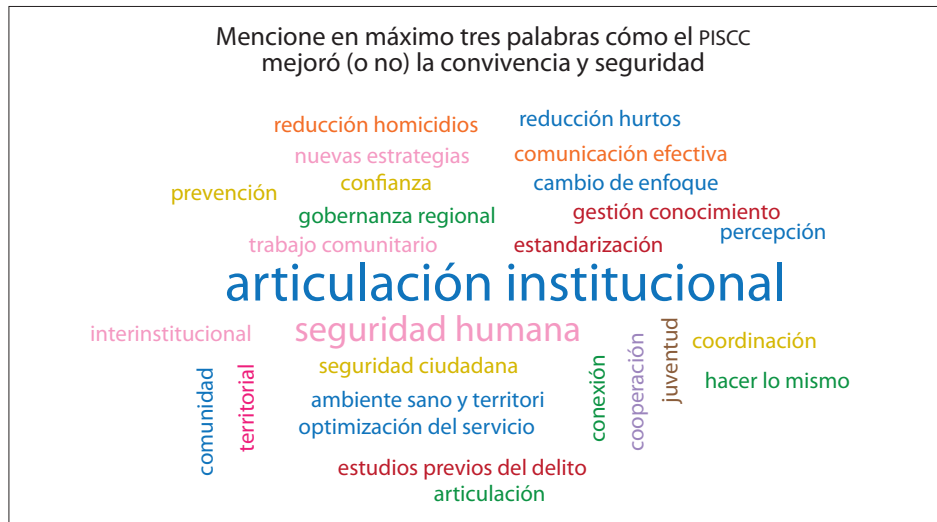 Mencione en máximo tres palabras cómo el PISCC
mejoró (o no) la convivencia y seguridad
reducción homicidios
reducción hurtos
nuevas estrategias
comunicación efectiva
prevención
confianza
cambio de enfoque
gobernanza regional
gestión conocimiento
trabajo comunitario
estandarización
percepción
articulación institucional
interinstitucional
seguridad humana
juventud
coordinación
seguridad ciudadana
conexión
cooperación
hacer lo mismo
comunidad
territorial
ambiente sano y territori
optimización del servicio
estudios previos del delito
articulación